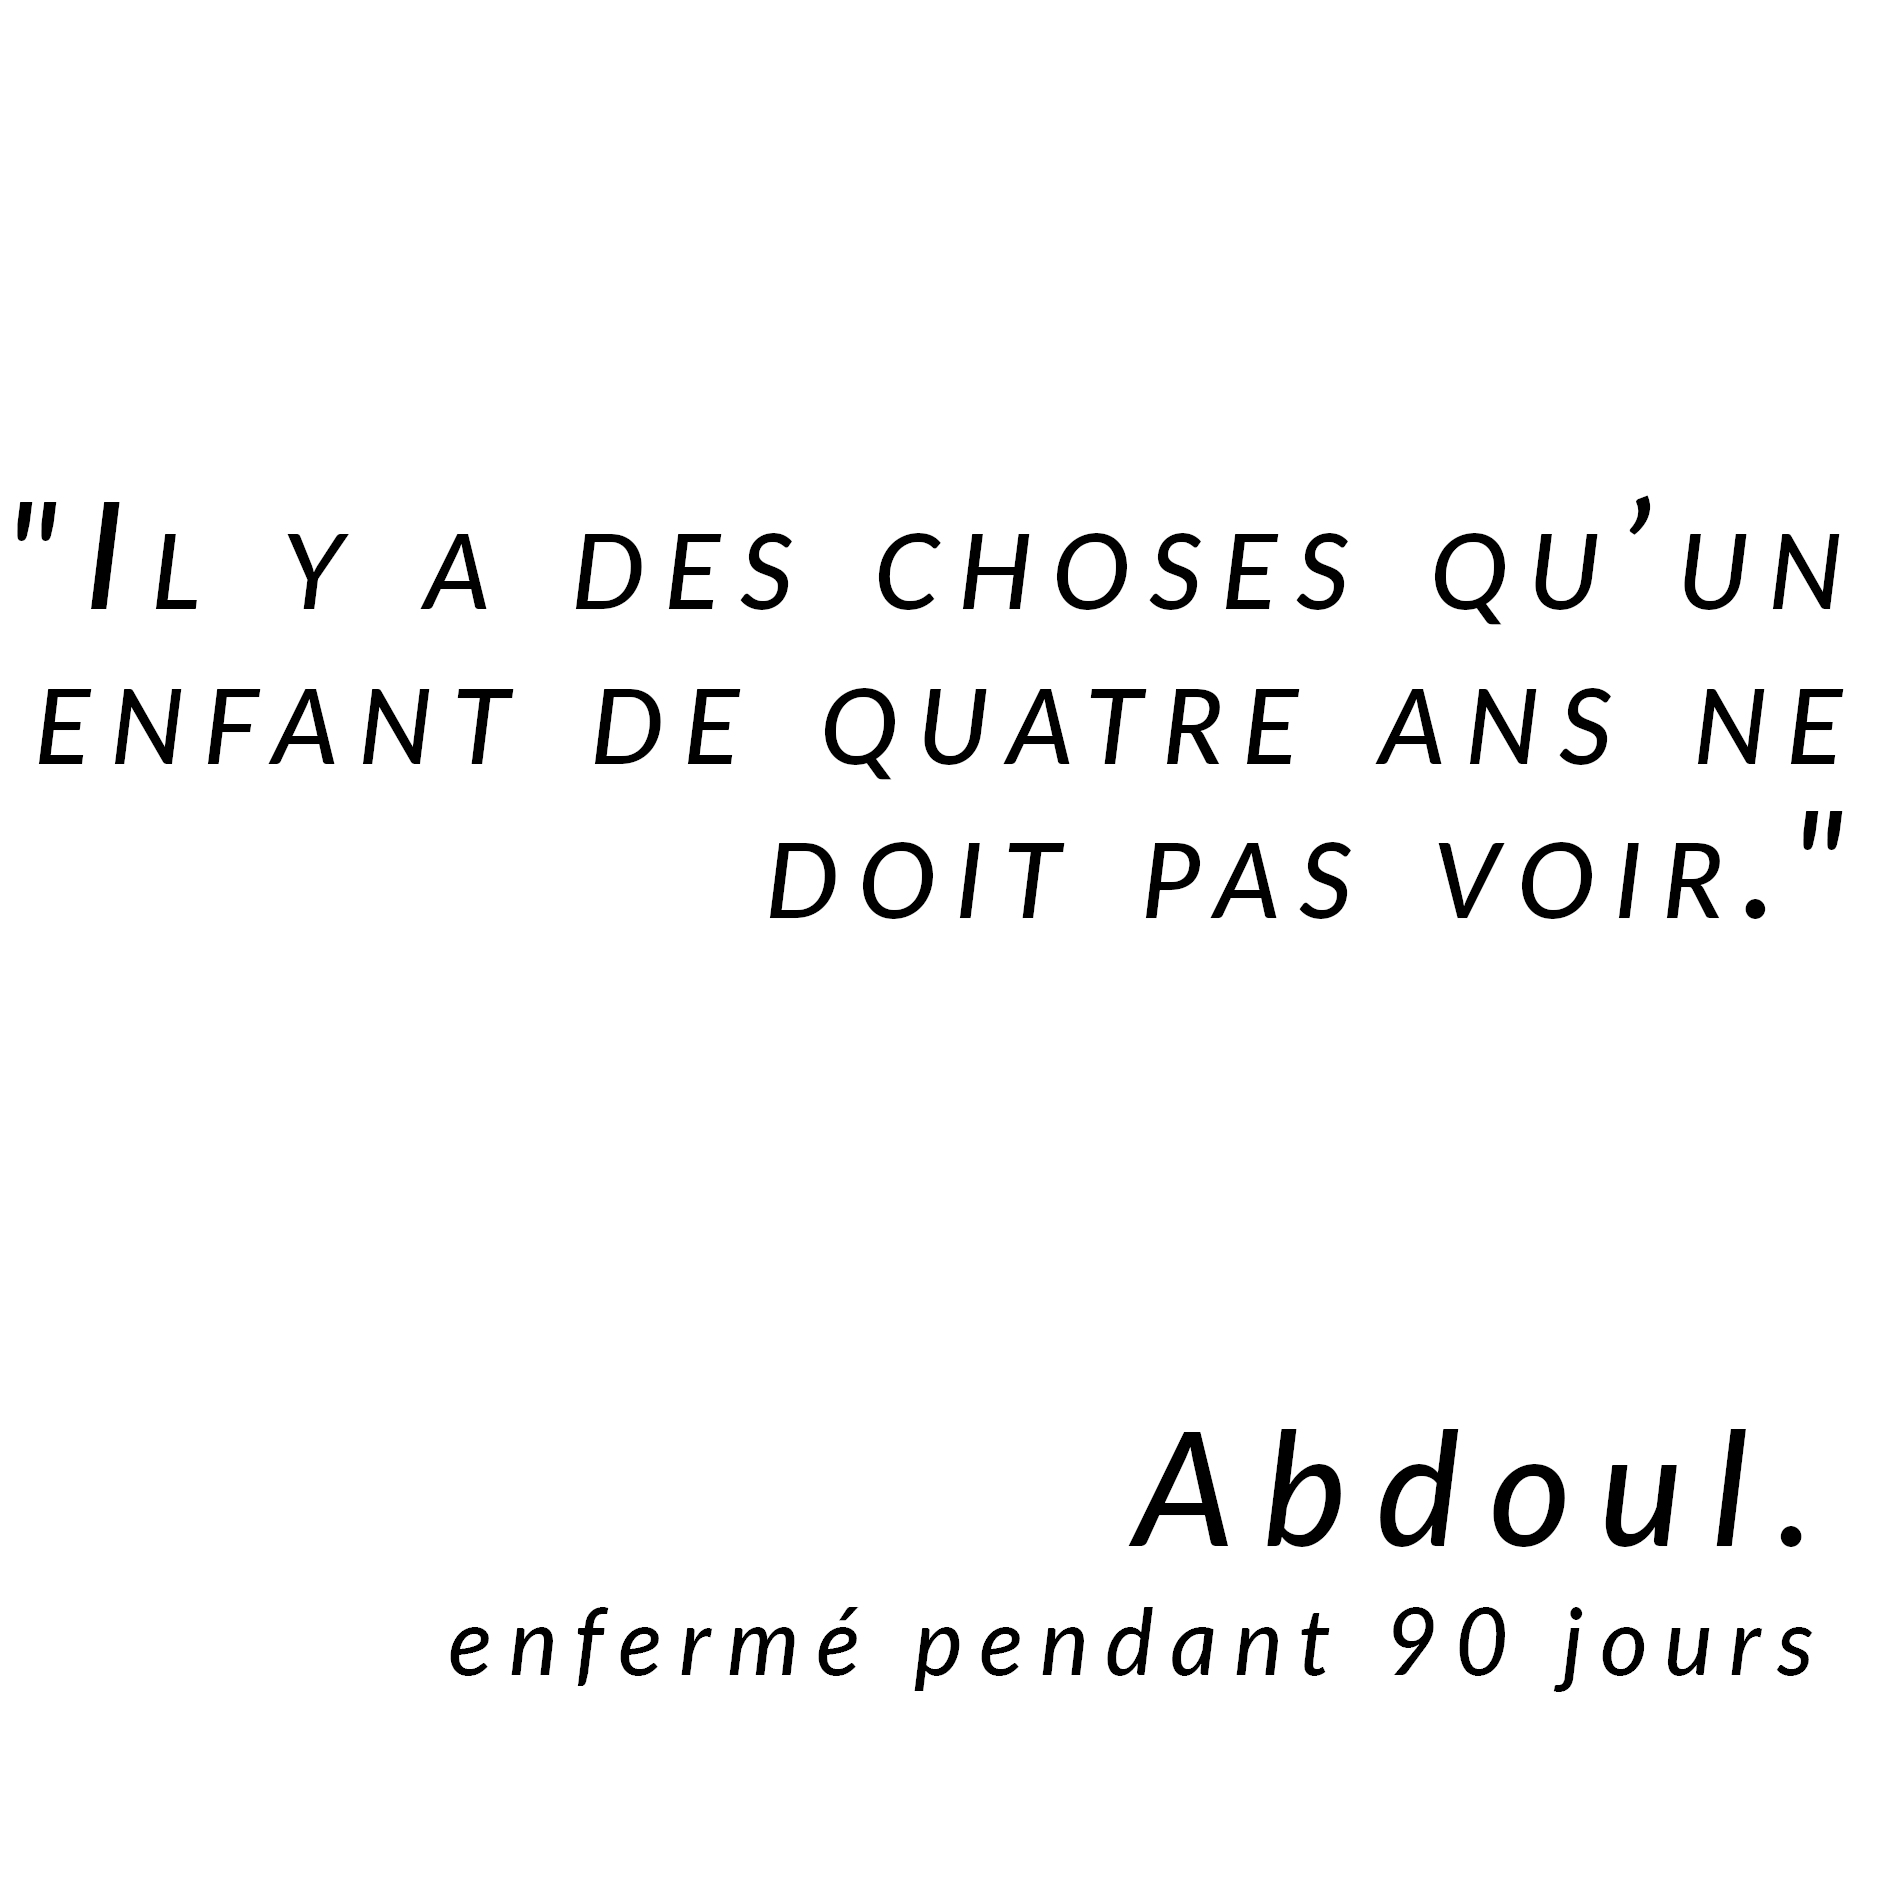 "Il y a des choses qu’un
enfant de quatre ans ne
doit pas voir."
Abdoul.
enfermé pendant 90 jours